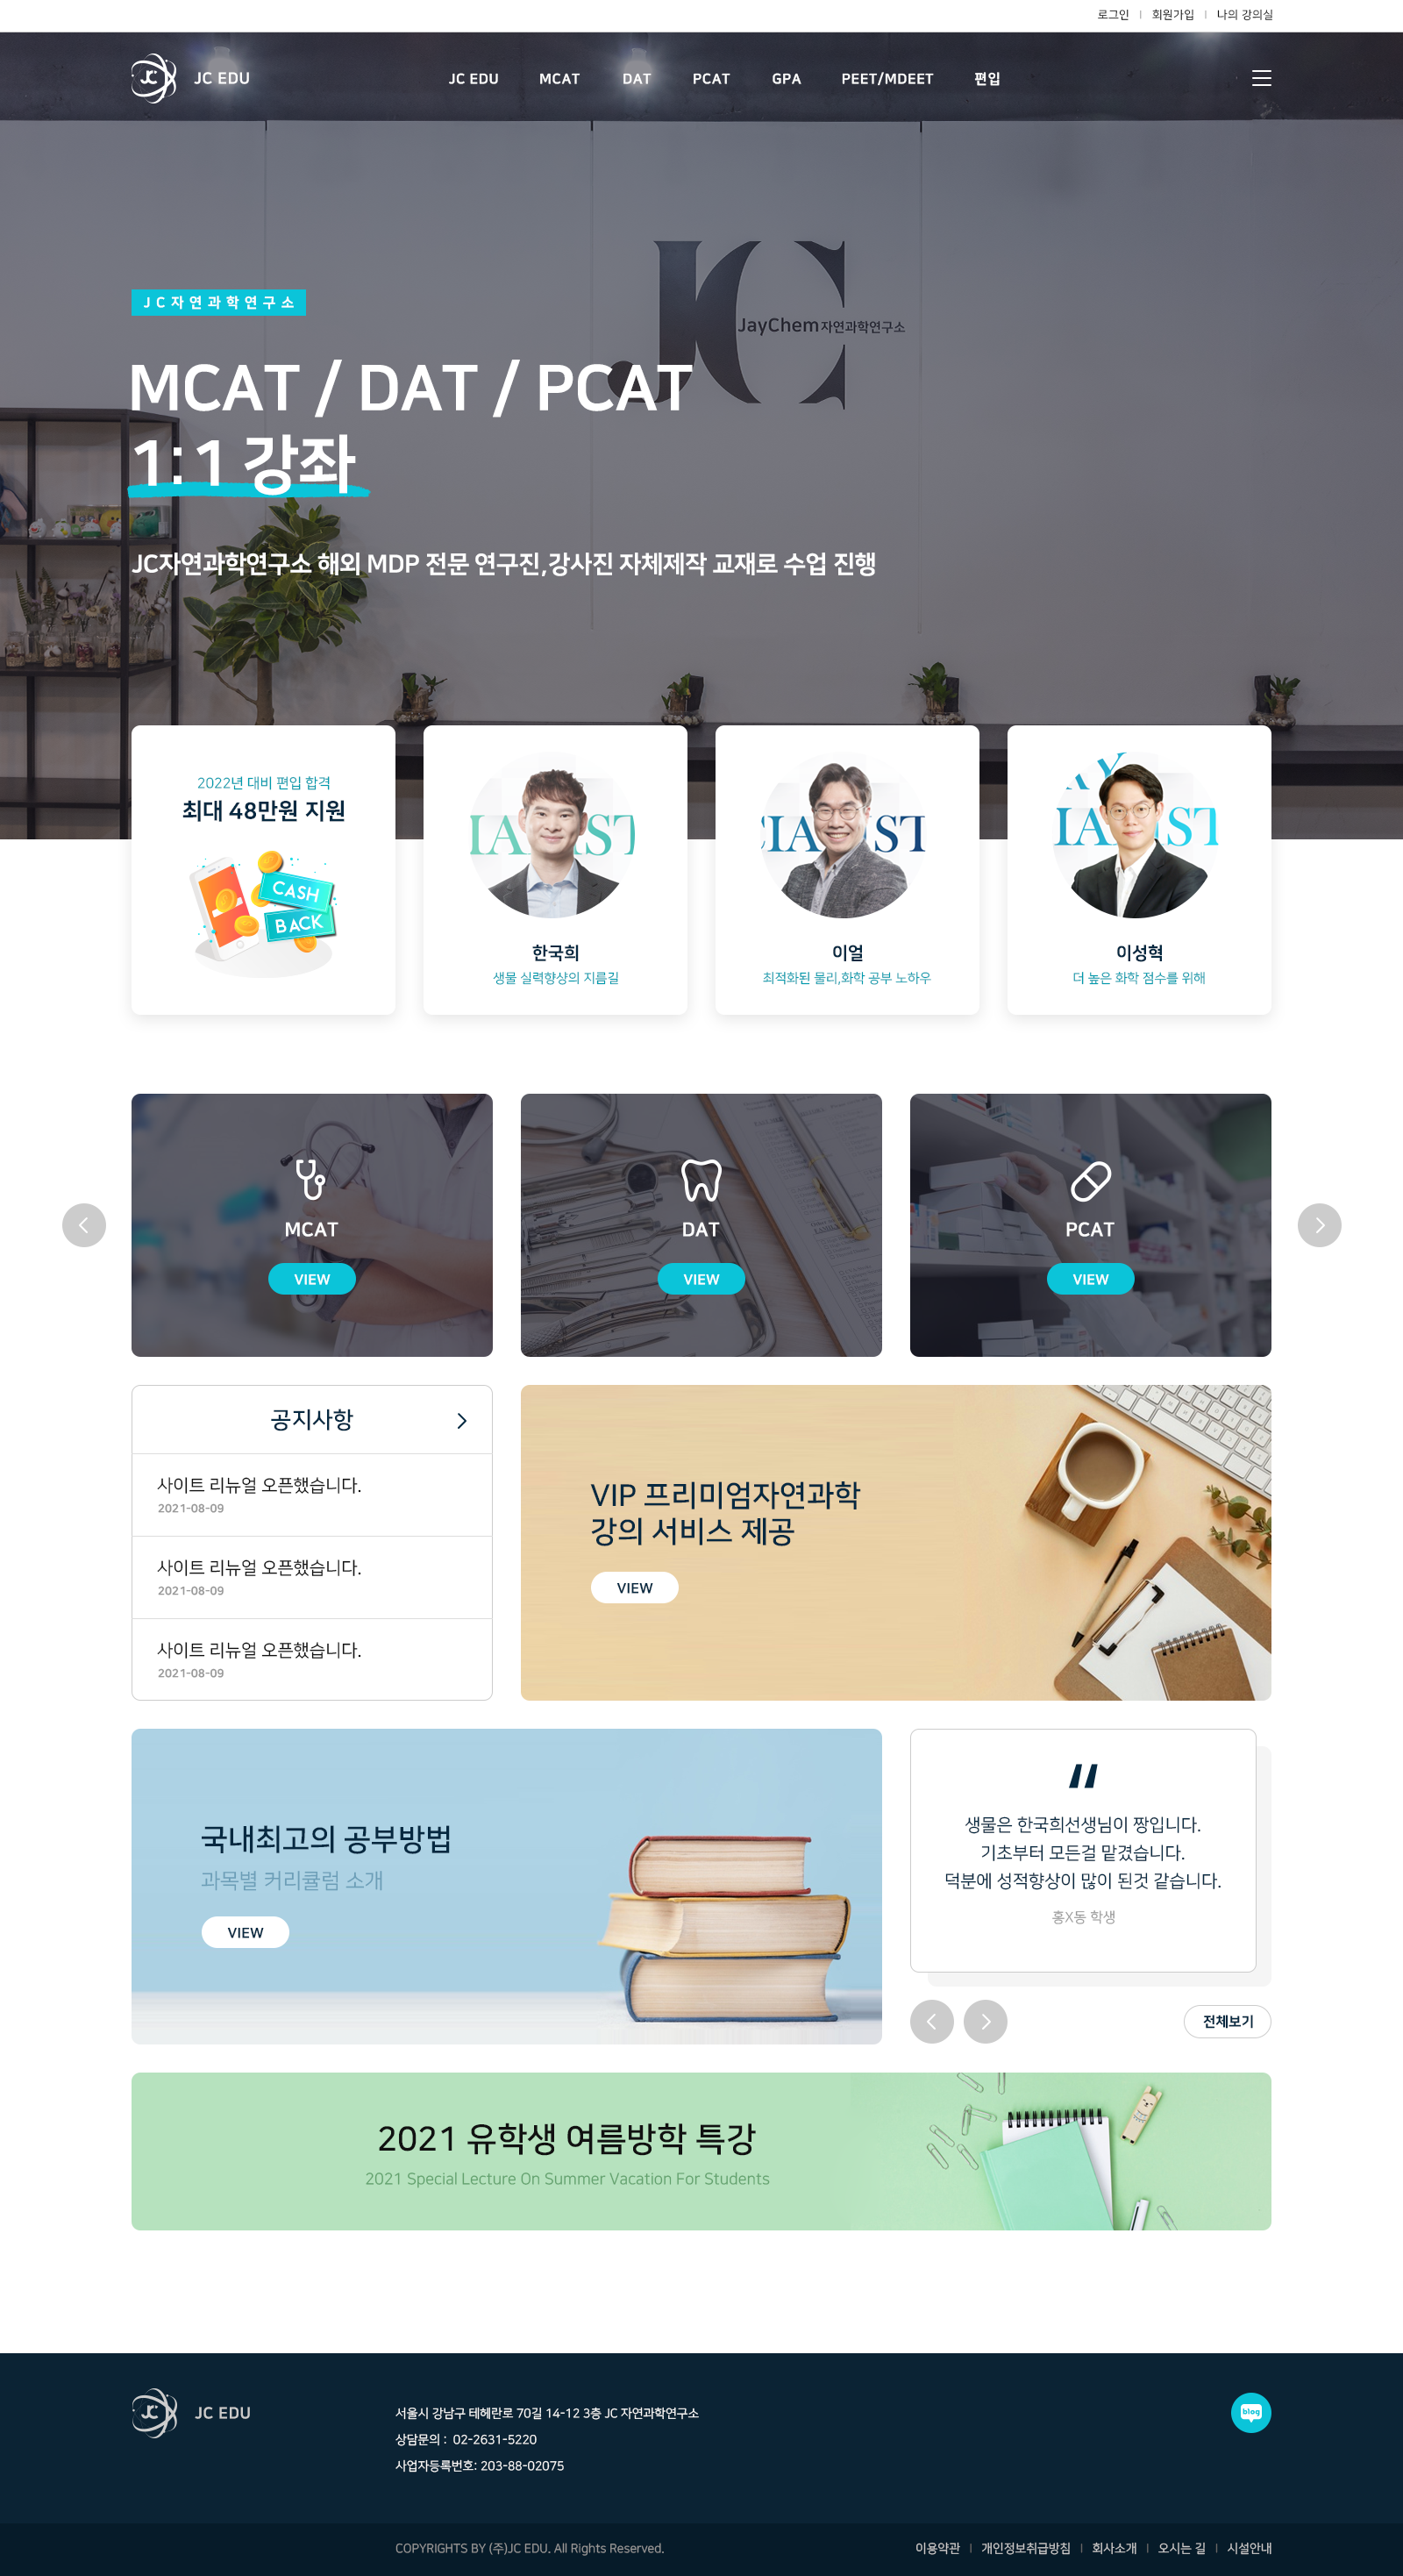 로그인 | 회원가입 | 나의 강의실
JC JC EDU
JC EDU MCAT DAT PCAT GPA PEET/MDEET 편입
JC자연과학연구소
JC
JayChem자연과학연구소
MCAT / DAT / PCAT
1:1 강좌
JC자연과학연구소 해외 MDP 전문 연구진,강사진 자체제작 교재로 수업 진행
2022년 대비 편입 합격
최대 48만원 지원
CASH
BACK
한국희
생물 실력향상의 지름길
이얼
최적화된 물리,화학 공부 노하우
이성혁
더 높은 화학 점수를 위해
MCAT
VIEW
DAT
VIEW
PCAT
VIEW
공지사항
사이트 리뉴얼 오픈했습니다.
2021-08-09
사이트 리뉴얼 오픈했습니다.
2021-08-09
사이트 리뉴얼 오픈했습니다.
2021-08-09
VIP 프리미엄자연과학
강의 서비스 제공
VIEW
국내최고의 공부방법
과목별 커리큘럼 소개
VIEW
생물은 한국희선생님이 짱입니다.
기초부터 모든걸 맡겼습니다.
덕분에 성적향상이 많이 된것 같습니다.
홍X동 학생
전체보기
2021 유학생 여름방학 특강
2021 Special Lecture On Summer Vacation For Students
JC JC EDU
서울시 강남구 테헤란로 70길 14-12 3층 JC 자연과학연구소
상담문의 : 02-2631-5220
사업자등록번호: 203-88-02075
blog
COPYRIGHTS BY (주)JC EDU. All Rights Reserved.
이용약관 | 개인정보취급방침 | 회사소개 | 오시는 길 | 시설안내